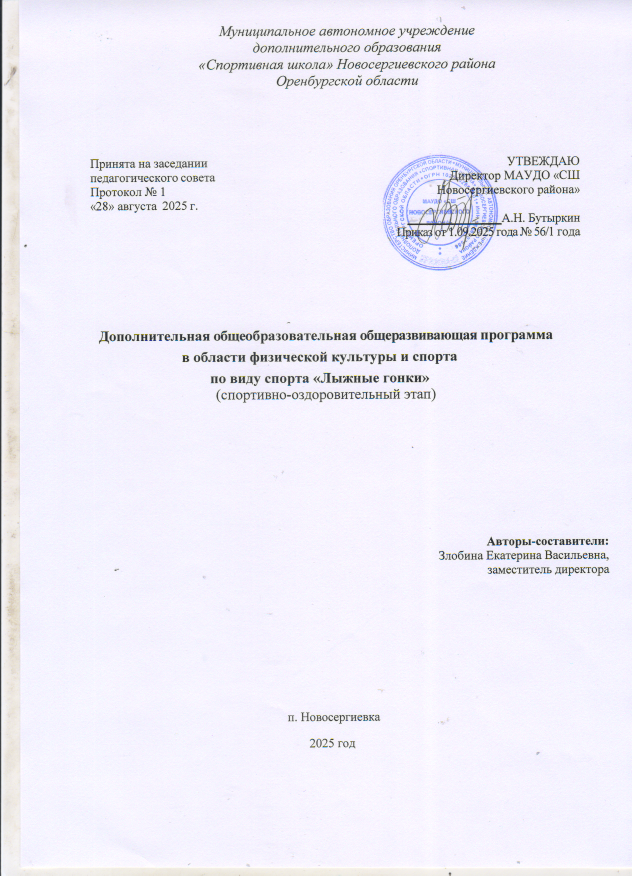 Муниципальное автономное учреждение
дополнительного образования
«Спортивная школа» Новосергиевского района
Оренбургской области
Принята на заседании
педагогического совета
Протокол № 1
«28» августа 2025 г.
УТВЕРЖДАЮ
Директор МАУДО «СШ
Новосергиевского района»
А.Н. Бутыркин
Приказ от 1.09.2025 года № 56/1 года
Дополнительная общеобразовательная общеразвивающая программа
в области физической культуры и спорта
по виду спорта «Лыжные гонки»
(спортивно-оздоровительный этап)
Авторы-составители:
Злобина Екатерина Васильевна,
заместитель директора
п. Новосергиевка
2025 год